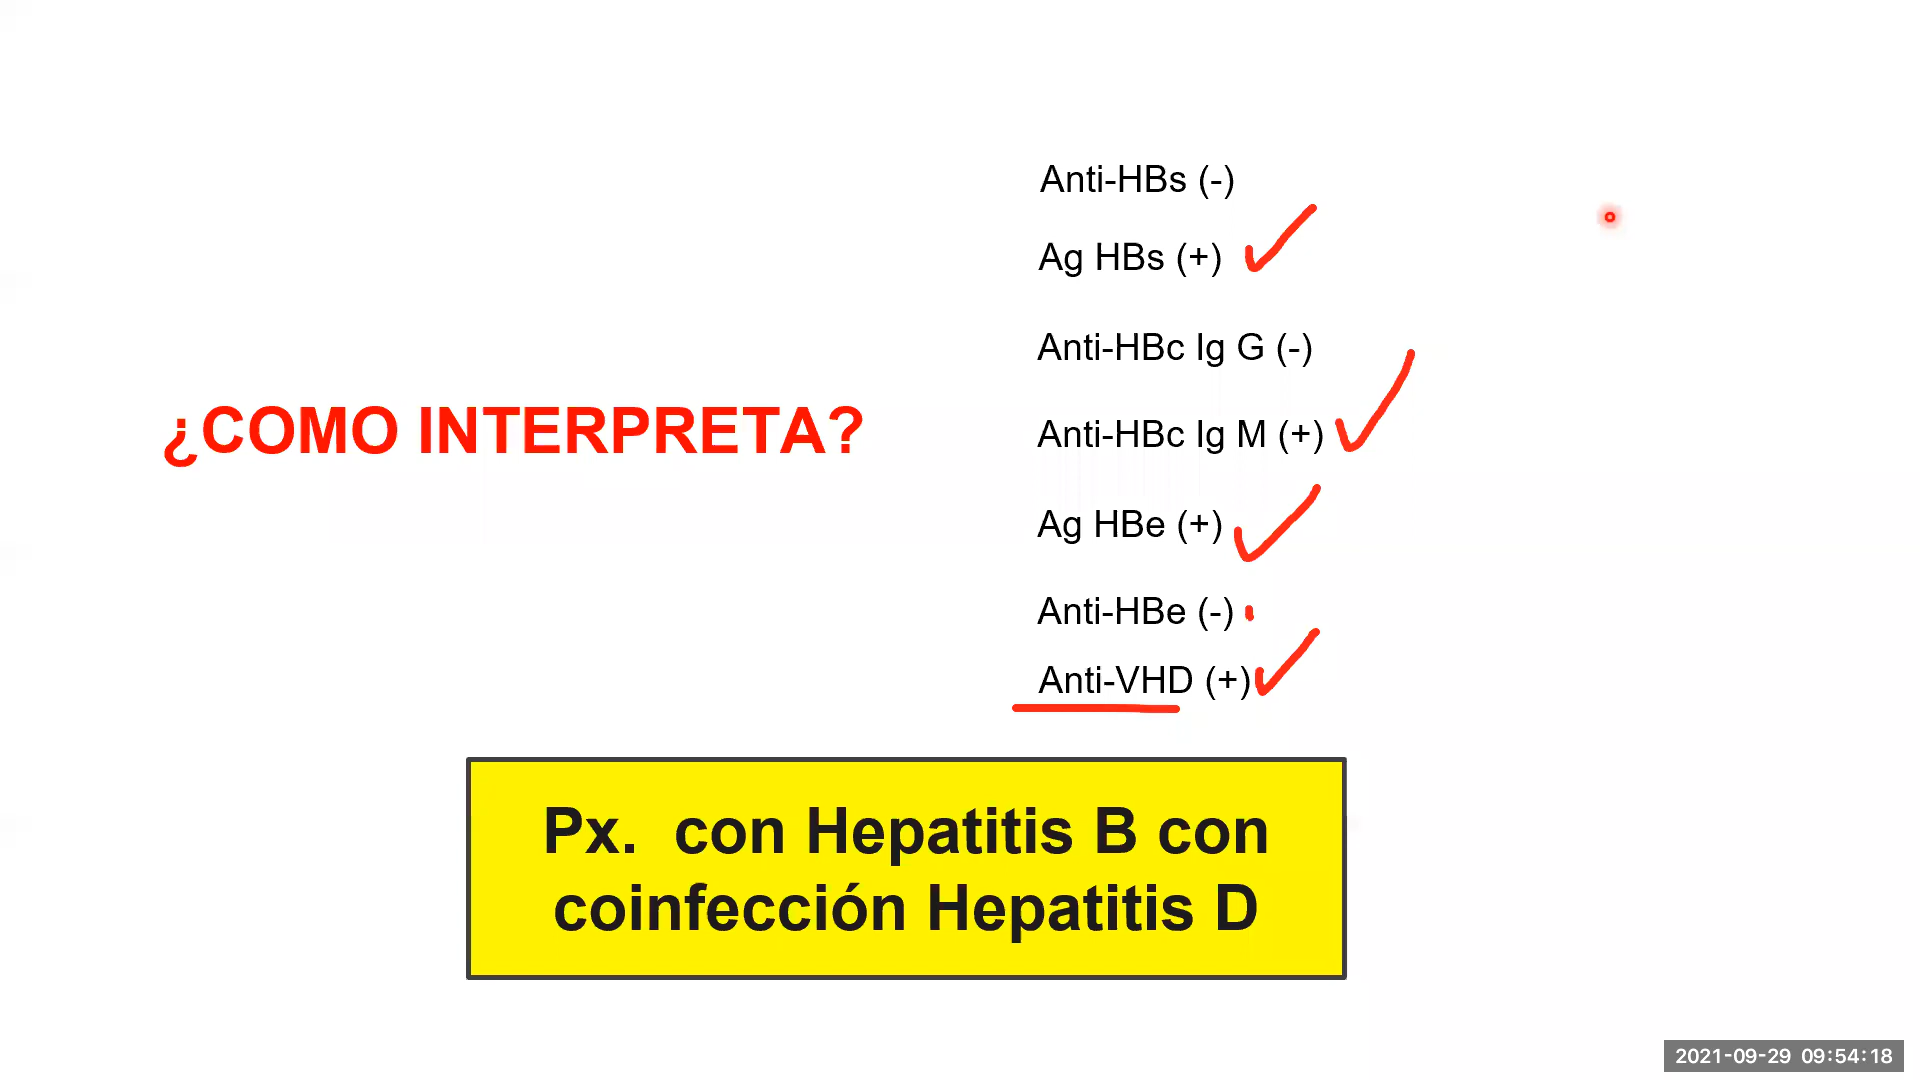 Anti-HBs (-)
Ag HBs (+)
Anti-HBc Ig G (-)
¿COMO INTERPRETA?
Anti-HBc Ig M (+)
Ag HBe (+)
Anti-HBe (-)
Anti-VHD (+)
Px.  con Hepatitis B con
coinfección Hepatitis D
2021-09-29 09:54:18